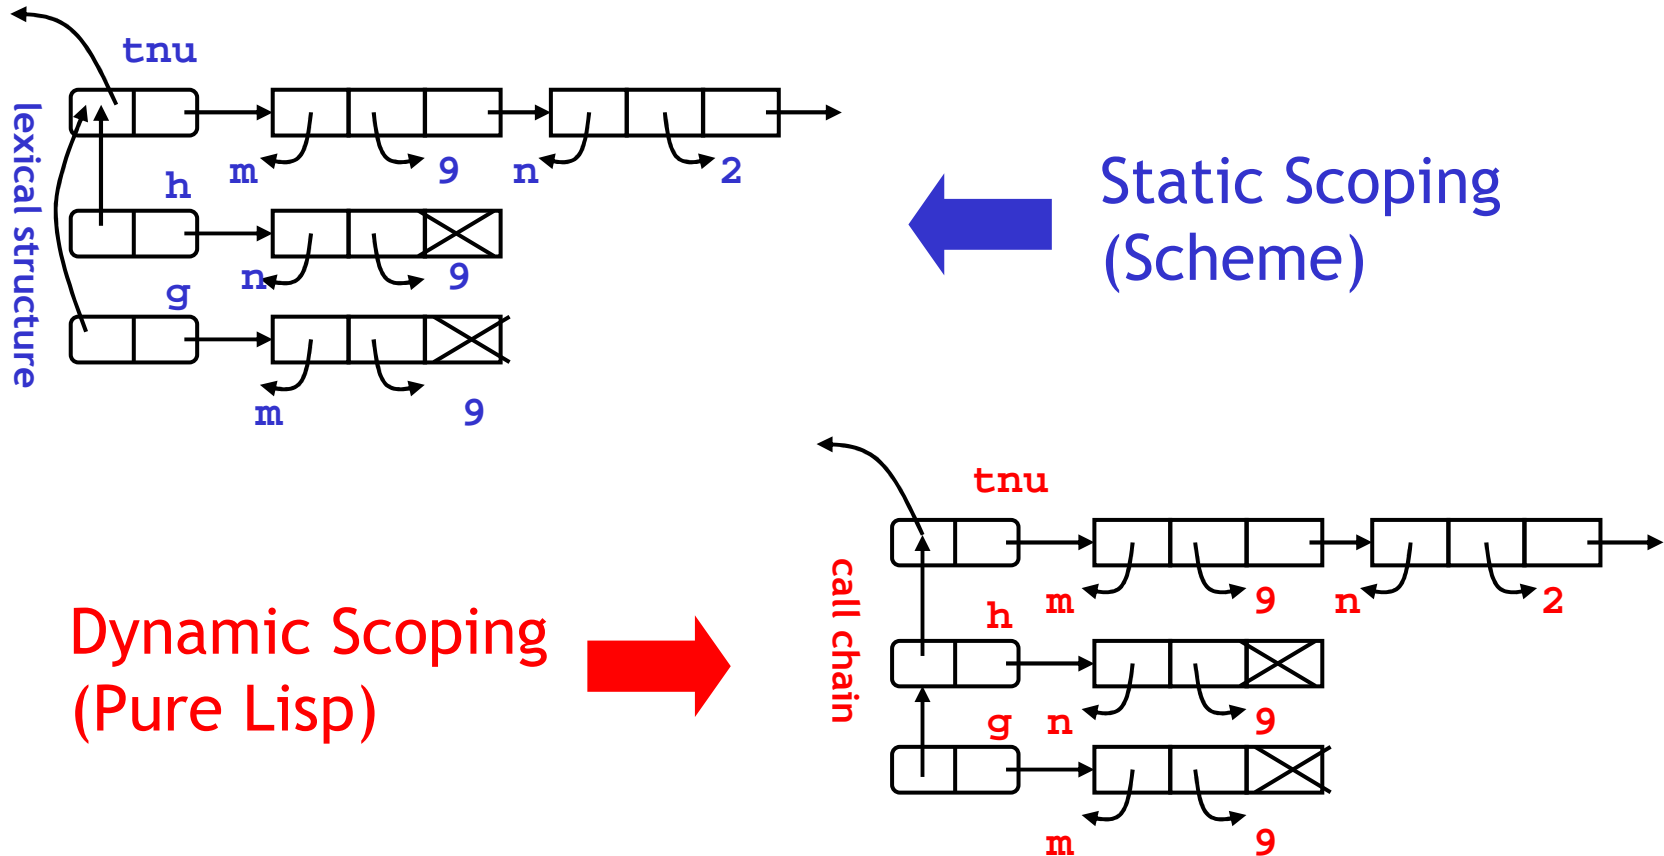 tnu
lexical structure
m 9 n 2
h
n 9
g
m 9
Static Scoping
(Scheme)
tnu
call chain
m 9 n 2
h
n 9
g
m 9
Dynamic Scoping
(Pure Lisp)